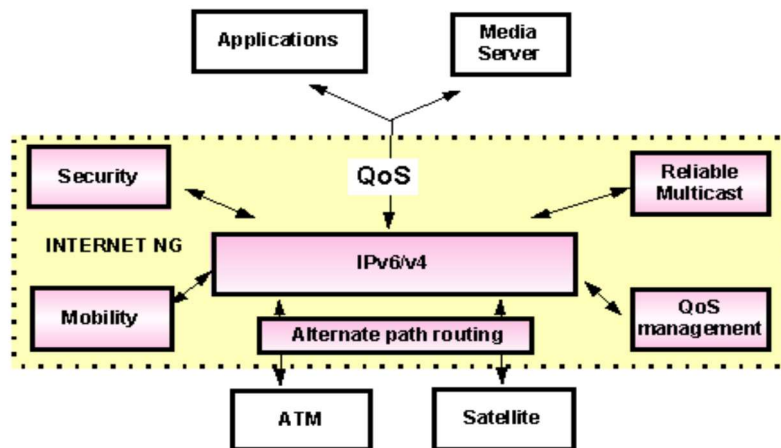 Applications
Media
Server
QoS
Security
Reliable
Multicast
INTERNET NG
IPv6/v4
Mobility
QoS
management
Alternate path routing
ATM
Satellite